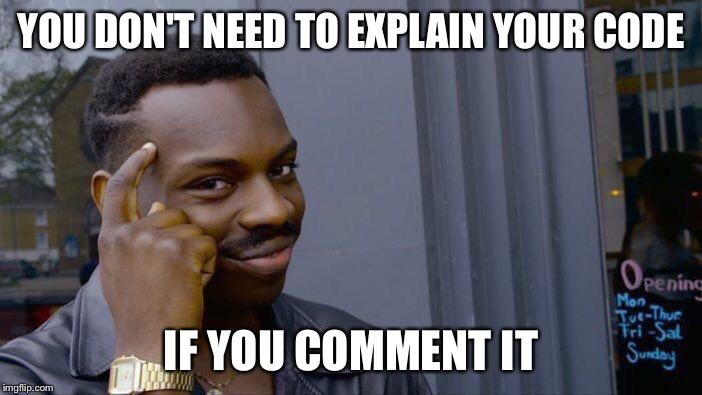 YOU DON'T NEED TO EXPLAIN YOUR CODE
IF YOU COMMENT IT
Opening
Mon
Tue-Thur
Fri-Sat
Sunday
imgflip.com